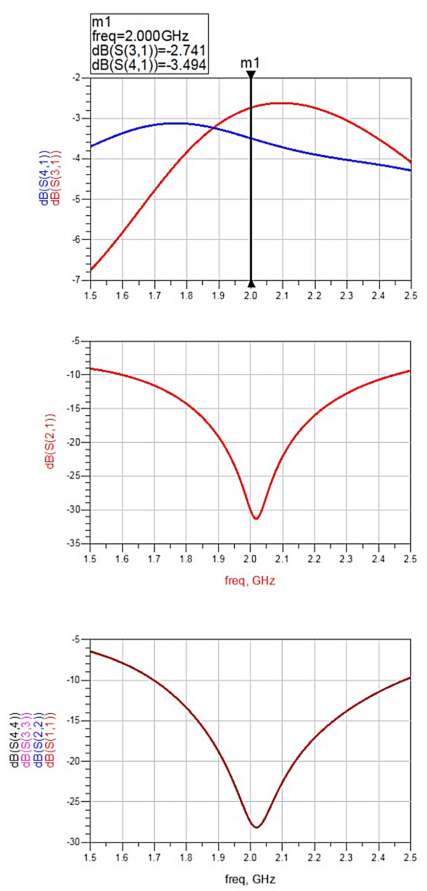 m1
freq=2.000GHz
dB(S(3,1))=-2.741
dB(S(4,1))=-3.494
m1
-2
-3
-4
-5
-6
-7
dB(S(4,1))
dB(S(3,1))
1.5 1.6 1.7 1.8 1.9 2.0 2.1 2.2 2.3 2.4 2.5
-5
-10
-15
-20
-25
-30
-35
dB(S(2,1))
1.5 1.6 1.7 1.8 1.9 2.0 2.1 2.2 2.3 2.4 2.5
freq, GHz
-5
-10
-15
-20
-25
-30
dB(S(4,4))
dB(S(3,3))
dB(S(2,2))
dB(S(1,1))
1.5 1.6 1.7 1.8 1.9 2.0 2.1 2.2 2.3 2.4 2.5
freq, GHz